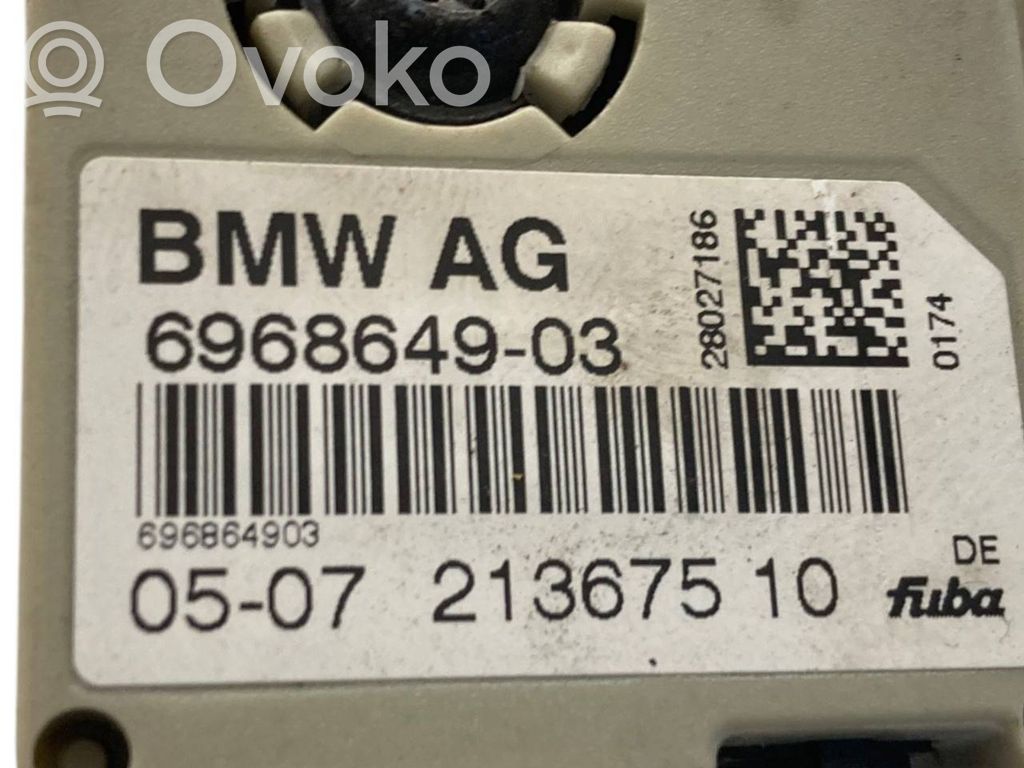 Ovoko
BMW AG
6968649-03
28027186
0174
696864903
05-07 213675 10
DE
fuba